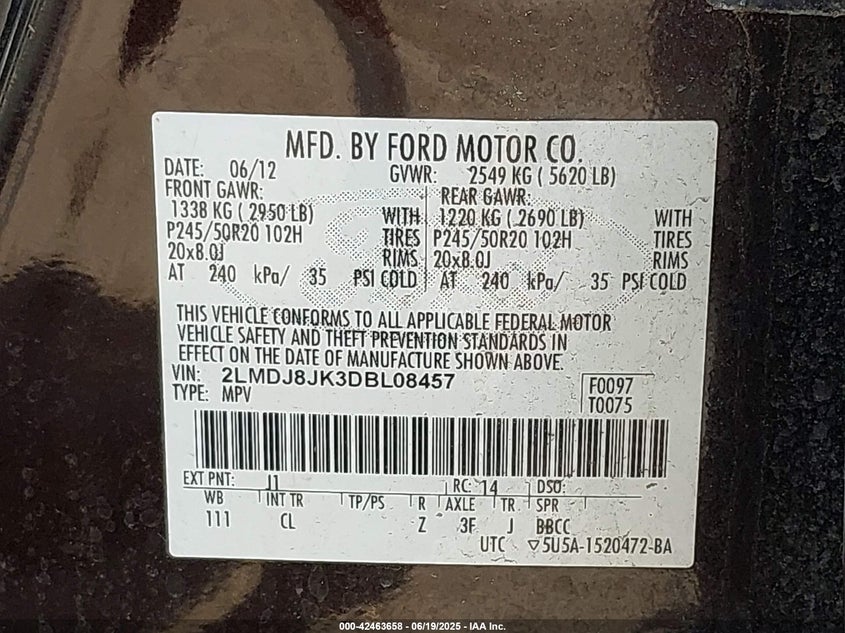 MFD. BY FORD MOTOR CO.
DATE: 06/12 GVWR: 2549 KG ( 5620 LB)
FRONT GAWR: REAR GAWR:
1338 KG ( 2950 LB) WITH 1220 KG ( 2690 LB) WITH
P245/50R20 102H TIRES P245/50R20 102H TIRES
20x8.0J RIMS 20x8.0J RIMS
AT 240 kPa/ 35 PSI COLD AT 240 kPa/ 35 PSI COLD
THIS VEHICLE CONFORMS TO ALL APPLICABLE FEDERAL MOTOR
VEHICLE SAFETY AND THEFT PREVENTION STANDARDS IN
EFFECT ON THE DATE OF MANUFACTURE SHOWN ABOVE.
VIN: 2LMDJ8JK3DBL08457 F0097
TYPE: MPV T0075
EXT PNT: J1 RC: 14 DSO:
WB INT TR TP/PS R AXLE TR SPR
111 CL Z 3F J BBCC
UTC ▽5U5A-1520472-BA
000-42463658 - 06/19/2025 - IAA Inc.